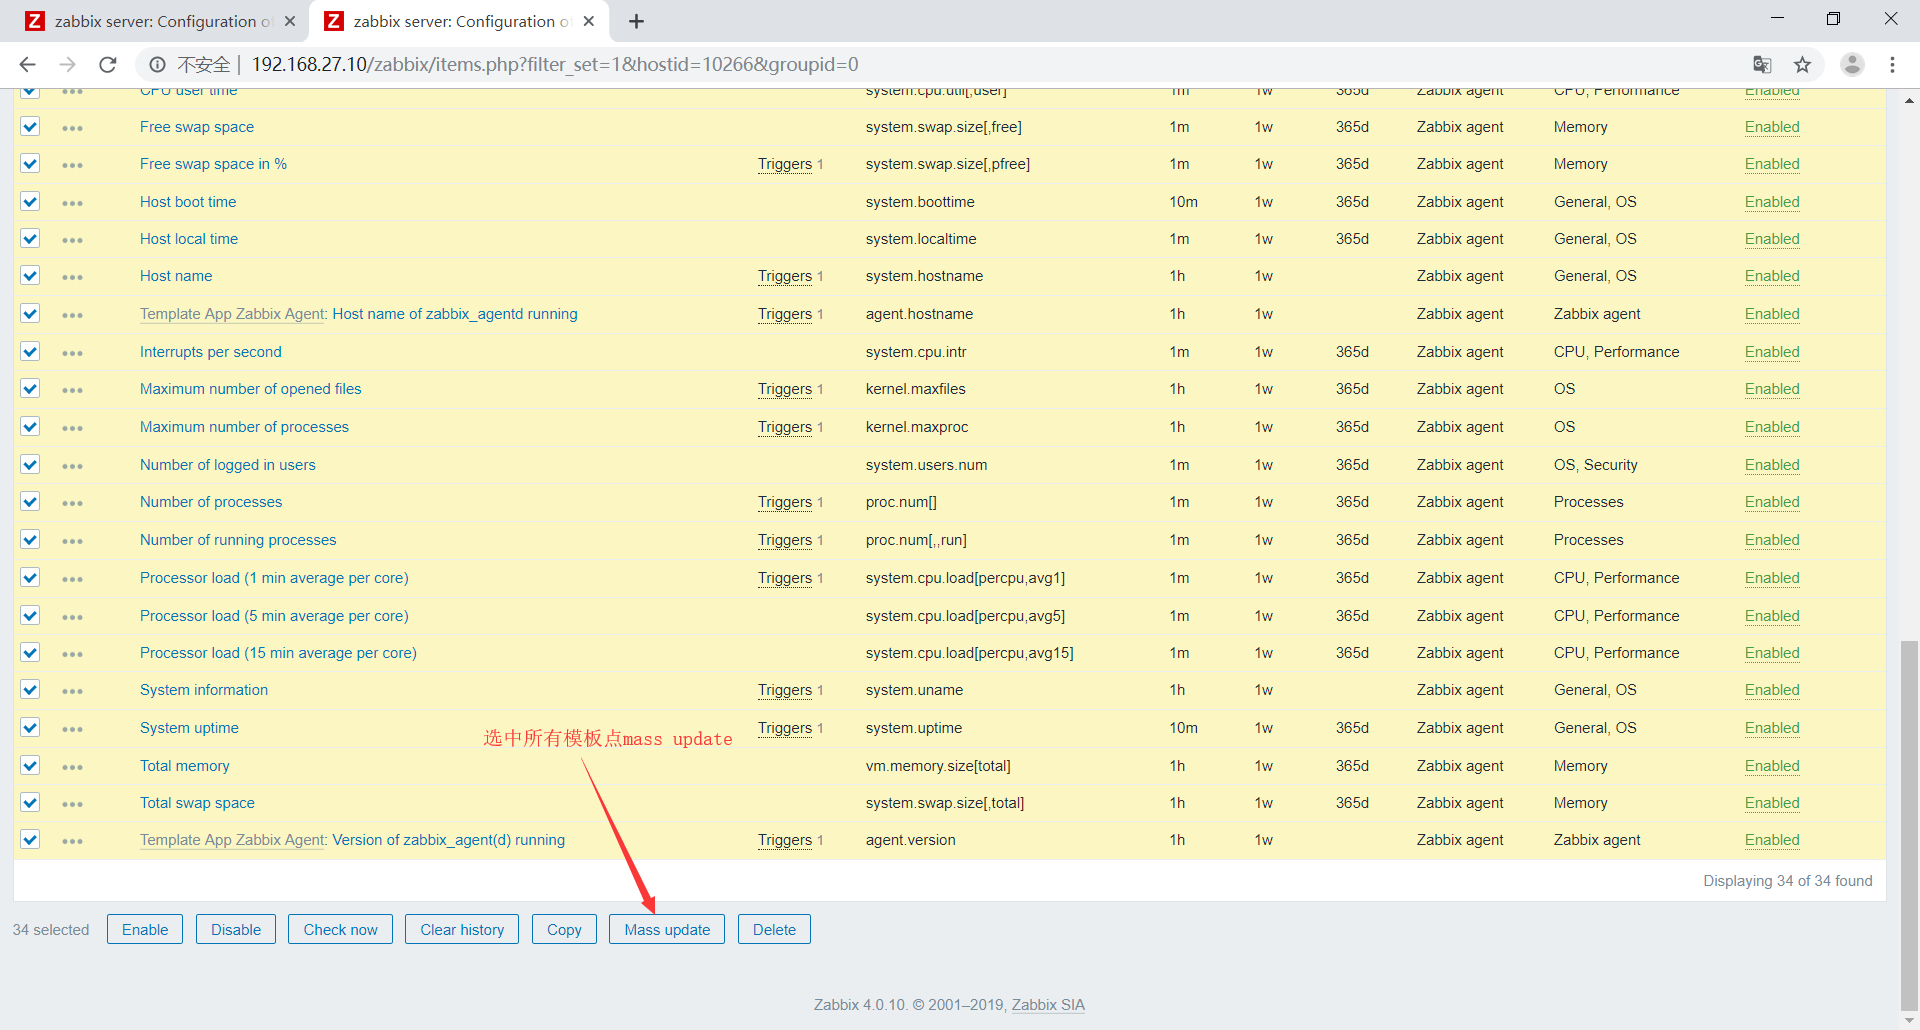 zabbix server: Configuration of
zabbix server: Configuration of
不安全 | 192.168.27.10/zabbix/items.php?filter_set=1&hostid=10266&groupid=0
CPU user time system.cpu.util[,user] 1m 1w 365d Zabbix agent CPU, Performance Enabled
Free swap space system.swap.size[,free] 1m 1w 365d Zabbix agent Memory Enabled
Free swap space in % Triggers 1 system.swap.size[,pfree] 1m 1w 365d Zabbix agent Memory Enabled
Host boot time system.boottime 10m 1w 365d Zabbix agent General, OS Enabled
Host local time system.localtime 1m 1w 365d Zabbix agent General, OS Enabled
Host name Triggers 1 system.hostname 1h 1w Zabbix agent General, OS Enabled
Template App Zabbix Agent: Host name of zabbix_agentd running Triggers 1 agent.hostname 1h 1w Zabbix agent Zabbix agent Enabled
Interrupts per second system.cpu.intr 1m 1w 365d Zabbix agent CPU, Performance Enabled
Maximum number of opened files Triggers 1 kernel.maxfiles 1h 1w 365d Zabbix agent OS Enabled
Maximum number of processes Triggers 1 kernel.maxproc 1h 1w 365d Zabbix agent OS Enabled
Number of logged in users system.users.num 1m 1w 365d Zabbix agent OS, Security Enabled
Number of processes Triggers 1 proc.num[] 1m 1w 365d Zabbix agent Processes Enabled
Number of running processes Triggers 1 proc.num[,,run] 1m 1w 365d Zabbix agent Processes Enabled
Processor load (1 min average per core) Triggers 1 system.cpu.load[percpu,avg1] 1m 1w 365d Zabbix agent CPU, Performance Enabled
Processor load (5 min average per core) system.cpu.load[percpu,avg5] 1m 1w 365d Zabbix agent CPU, Performance Enabled
Processor load (15 min average per core) system.cpu.load[percpu,avg15] 1m 1w 365d Zabbix agent CPU, Performance Enabled
System information Triggers 1 system.uname 1h 1w Zabbix agent General, OS Enabled
System uptime Triggers 1 system.uptime 10m 1w 365d Zabbix agent General, OS Enabled
选中所有模板点mass update
Total memory vm.memory.size[total] 1h 1w 365d Zabbix agent Memory Enabled
Total swap space system.swap.size[,total] 1h 1w 365d Zabbix agent Memory Enabled
Template App Zabbix Agent: Version of zabbix_agent(d) running Triggers 1 agent.version 1h 1w Zabbix agent Zabbix agent Enabled
Displaying 34 of 34 found
34 selected Enable Disable Check now Clear history Copy Mass update Delete
Zabbix 4.0.10. © 2001–2019, Zabbix SIA